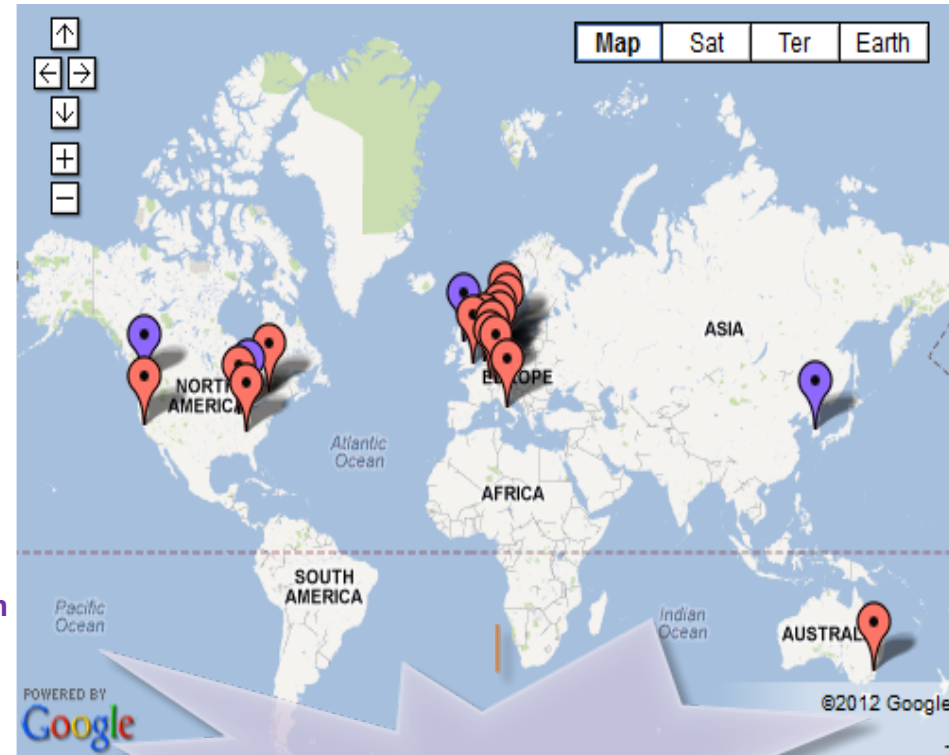 Map Sat Ter Earth
ASIA
EUROPE
NORTH
AMERICA
Atlantic
Ocean
AFRICA
SOUTH
AMERICA
n
Pacific
Ocean
Indian
Ocean
AUSTRAL
POWERED BY
Google
©2012 Google